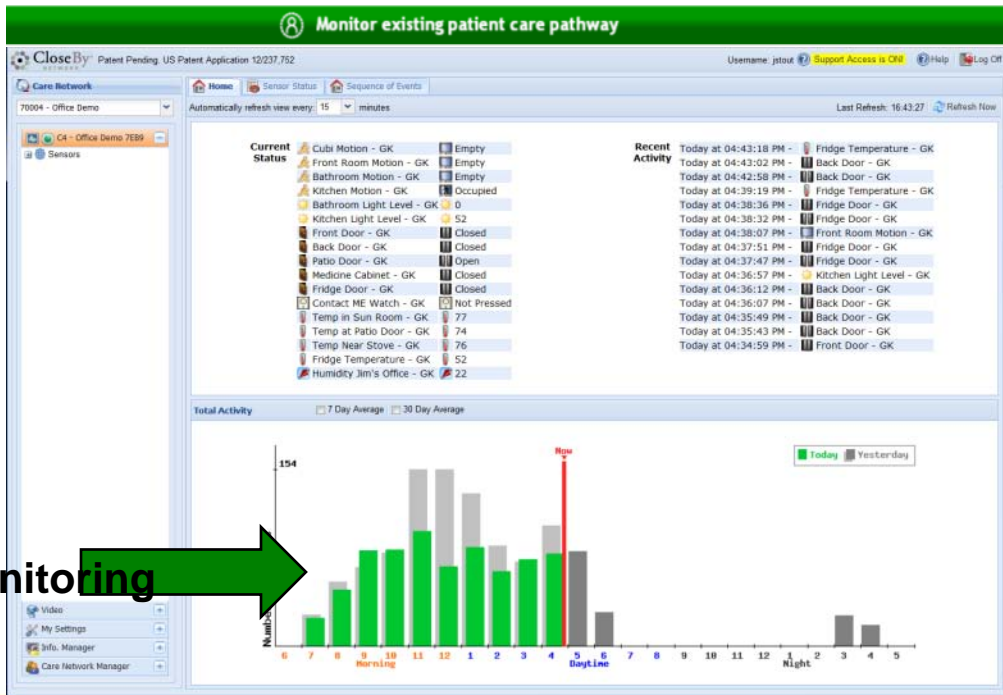 Monitor existing patient care pathway
CloseBy Patent Pending. US Patent Application 12/237,752
NETWORK
Username: jstout Support Access is ON! Help Log Off
Care Network
Home Sensor Status Sequence of Events
70004 - Office Demo
Automatically refresh view every: 15 minutes Last Refresh: 16:43:27 Refresh Now
C4 - Office Demo 7EB9
Sensors
Current Status
Cubi Motion - GK Empty
Front Room Motion - GK Empty
Bathroom Motion - GK Empty
Kitchen Motion - GK Occupied
Bathroom Light Level - GK 0
Kitchen Light Level - GK 52
Front Door - GK Closed
Back Door - GK Closed
Patio Door - GK Open
Medicine Cabinet - GK Closed
Fridge Door - GK Closed
Contact ME Watch - GK Not Pressed
Temp in Sun Room - GK 77
Temp at Patio Door - GK 74
Temp Near Stove - GK 76
Fridge Temperature - GK 52
Humidity Jim's Office - GK 22
Recent Activity
Today at 04:43:18 PM - Fridge Temperature - GK
Today at 04:43:02 PM - Back Door - GK
Today at 04:42:58 PM - Back Door - GK
Today at 04:39:19 PM - Fridge Temperature - GK
Today at 04:38:36 PM - Fridge Door - GK
Today at 04:38:32 PM - Fridge Door - GK
Today at 04:38:07 PM - Front Room Motion - GK
Today at 04:37:51 PM - Fridge Door - GK
Today at 04:37:47 PM - Fridge Door - GK
Today at 04:36:57 PM - Kitchen Light Level - GK
Today at 04:36:12 PM - Back Door - GK
Today at 04:36:07 PM - Back Door - GK
Today at 04:35:49 PM - Back Door - GK
Today at 04:35:43 PM - Back Door - GK
Today at 04:34:59 PM - Front Door - GK
Total Activity 7 Day Average 30 Day Average
Now
Today Yesterday
154
nitoring
Number
6 7 8 9 10 11 12 1 2 3 4 5 6 7 8 9 10 11 12 1 2 3 4 5
Morning Daytime Night
Video
My Settings
Info. Manager
Care Network Manager